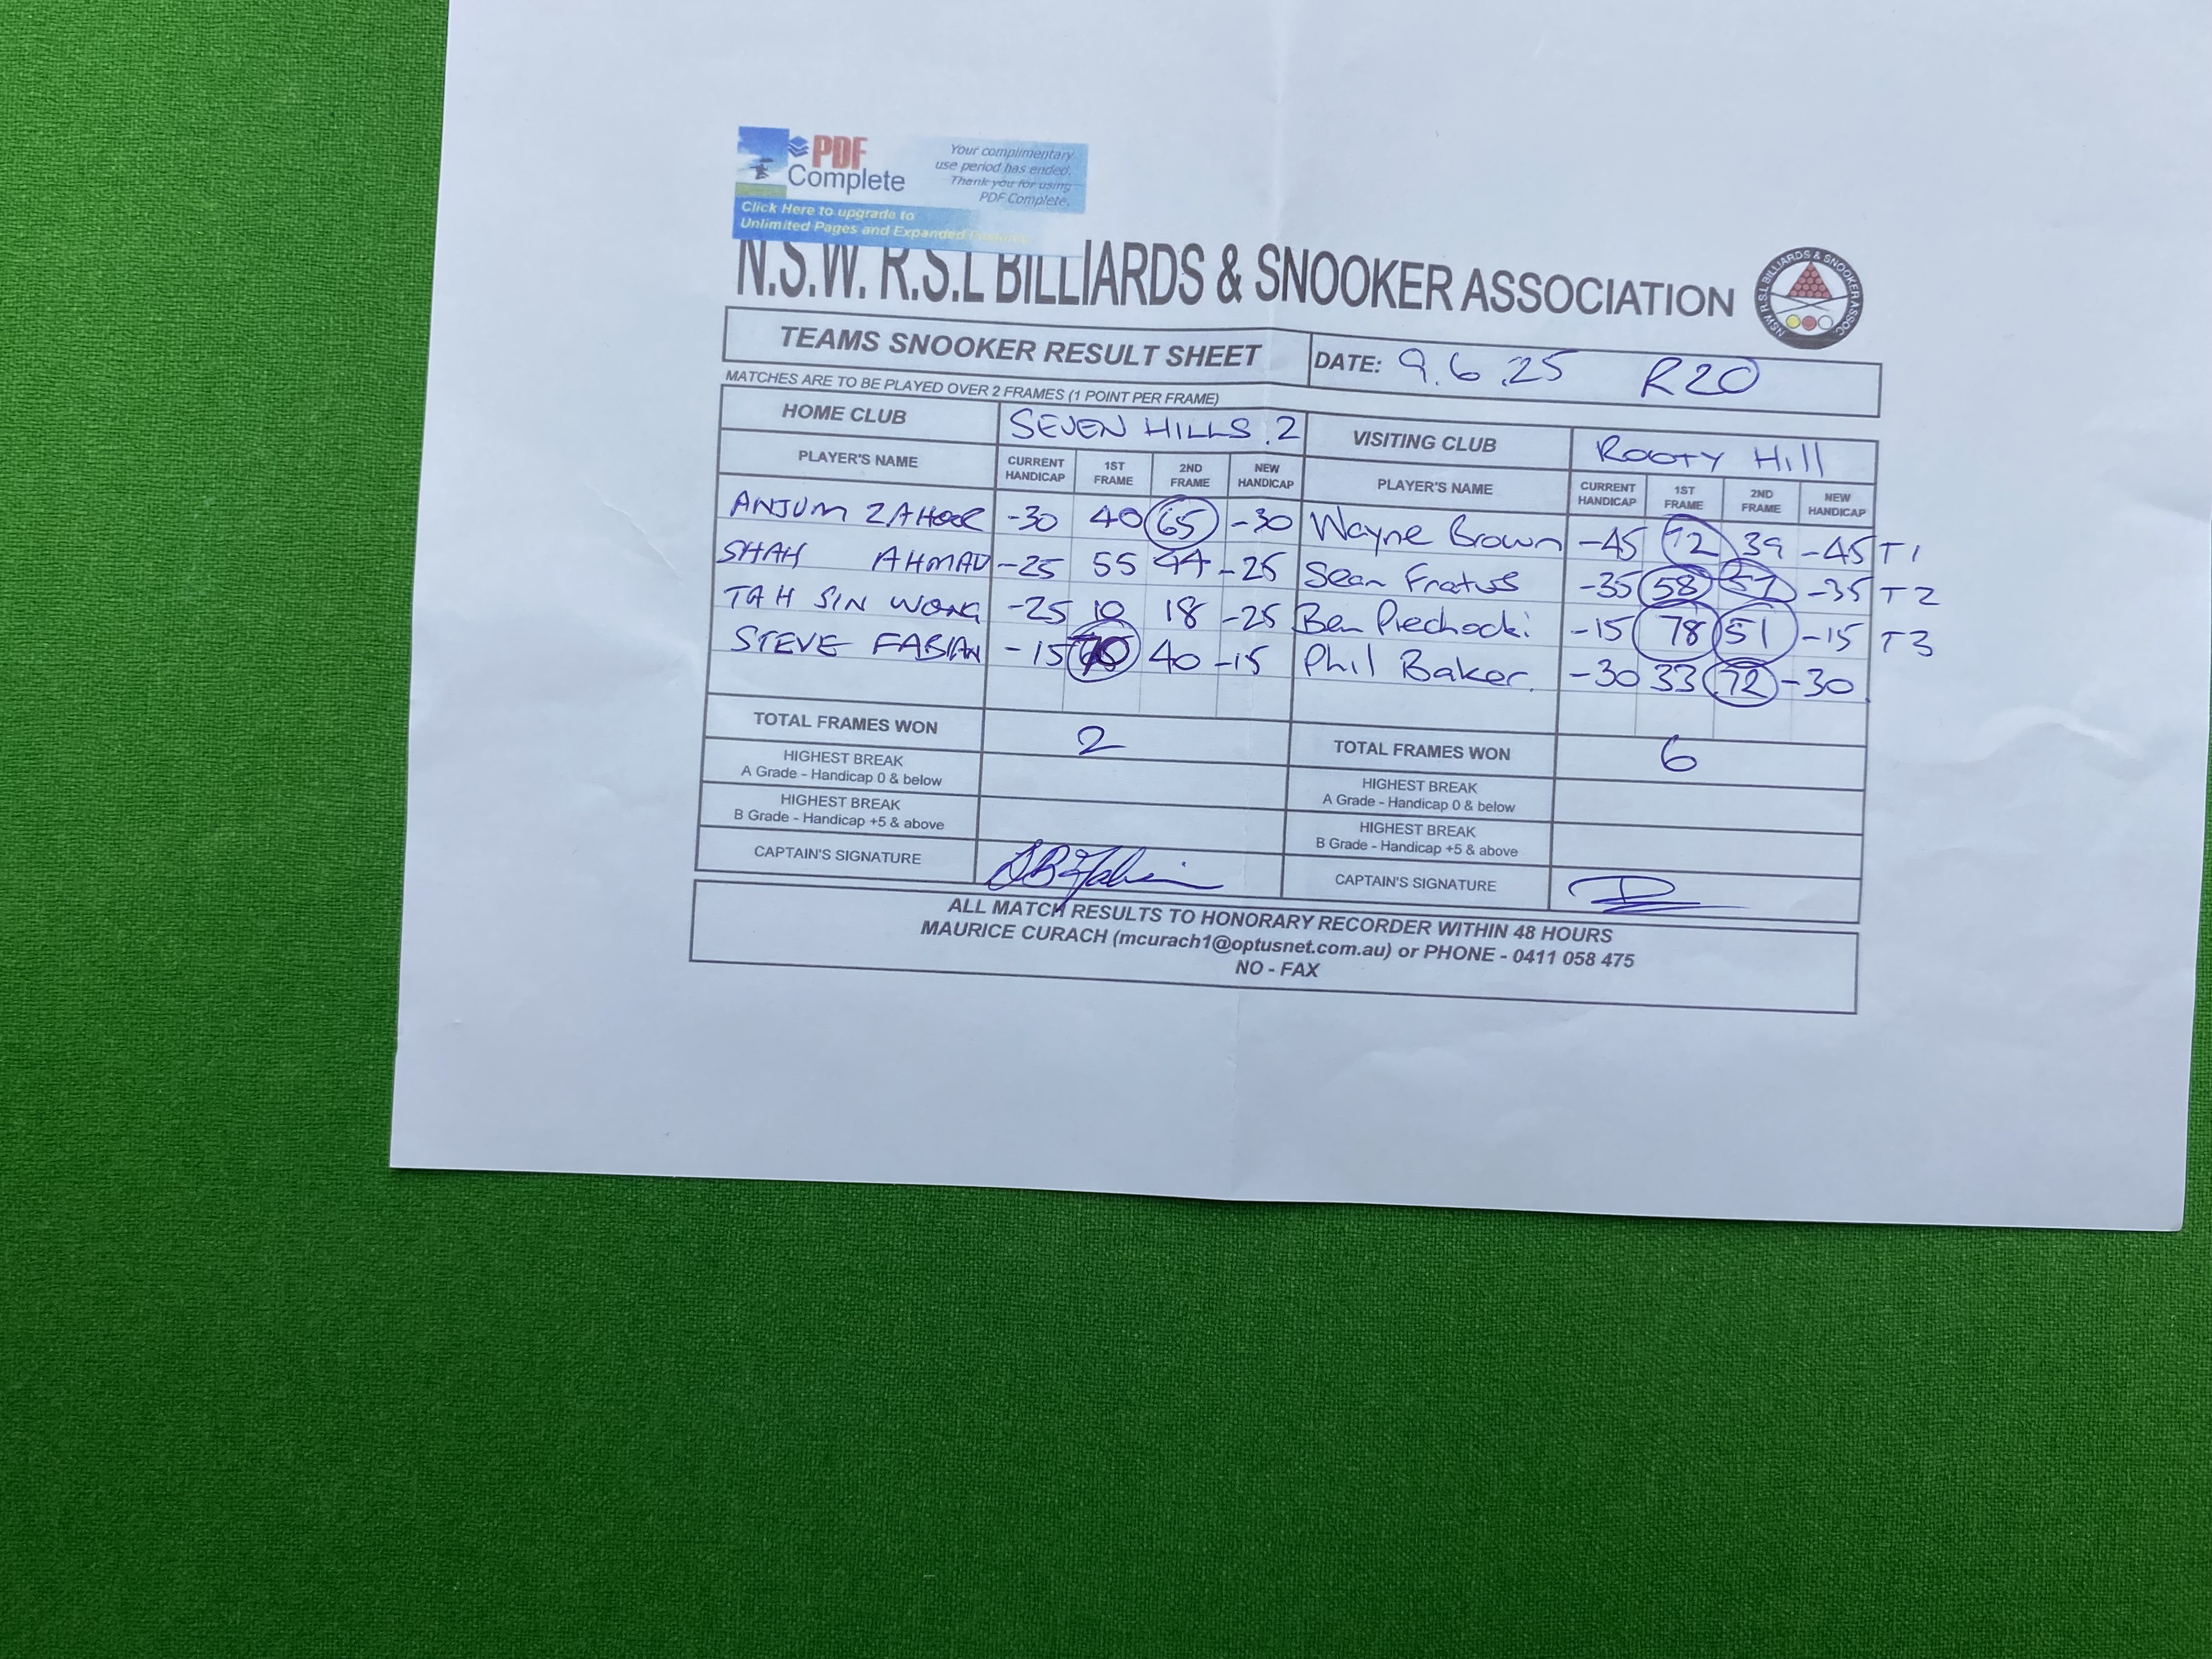 PDF Complete
Your complimentary
use period has ended.
Thank you for using
PDF Complete.
Click Here to upgrade to
Unlimited Pages and Expanded Features
N.S.W. R.S.L BILLIARDS & SNOOKER ASSOCIATION
NSW R.S.L BILLIARDS & SNOOKER ASSOC.
TEAMS SNOOKER RESULT SHEET DATE: 9.6.25 R20
MATCHES ARE TO BE PLAYED OVER 2 FRAMES (1 POINT PER FRAME)
HOME CLUB SEVEN HILLS.2 VISITING CLUB ROOTY Hill
PLAYER'S NAME CURRENT HANDICAP 1ST FRAME 2ND FRAME NEW HANDICAP PLAYER'S NAME CURRENT HANDICAP 1ST FRAME 2ND FRAME NEW HANDICAP
ANJUM ZAHOOR -30 40 65 -30 Wayne Brown -45 72 39 -45 T1
SHAH AHMAD -25 55 44 -25 Sean Fratus -35 58 57 -35 T2
TAH SIN WONG -25 10 18 -25 Ben Piechocki -15 78 51 -15 T3
STEVE FABIAN -15 40 -15 Phil Baker. -30 33 72 -30
TOTAL FRAMES WON 2 TOTAL FRAMES WON 6
HIGHEST BREAK
A Grade - Handicap 0 & below
HIGHEST BREAK
A Grade - Handicap 0 & below
HIGHEST BREAK
B Grade - Handicap +5 & above
HIGHEST BREAK
B Grade - Handicap +5 & above
CAPTAIN'S SIGNATURE CAPTAIN'S SIGNATURE
ALL MATCH RESULTS TO HONORARY RECORDER WITHIN 48 HOURS
MAURICE CURACH (mcurach1@optusnet.com.au) or PHONE - 0411 058 475
NO - FAX